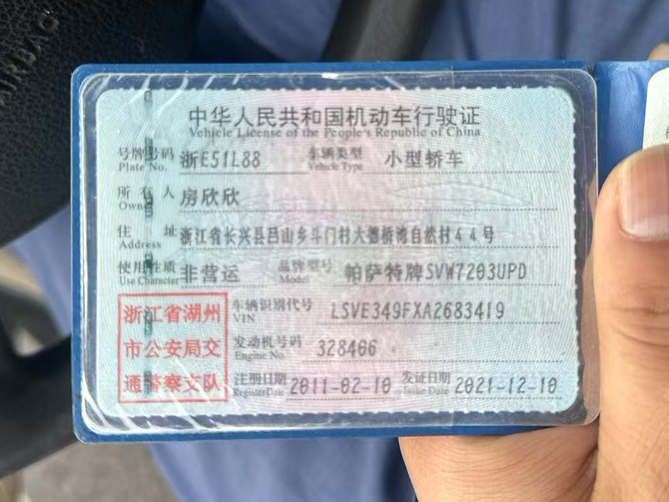 中华人民共和国机动车行驶证
Vehicle License of the People's Republic of China
号牌号码 浙E51L88 车辆类型 小型轿车
Plate No. Vehicle Type
所有人 房欣欣
Owner
住址 浙江省长兴县吕山乡斗门村大德桥湾自然村44号
Address
使用性质 非营运 品牌型号 帕萨特牌SVW7203UPD
Use Character Model
浙江省湖州
市公安局交
通警察支队
车辆识别代号 LSVE349FXA2683419
VIN
发动机号码 328466
Engine No.
注册日期 2011-02-10 发证日期 2021-12-10
Register Date Issue Date